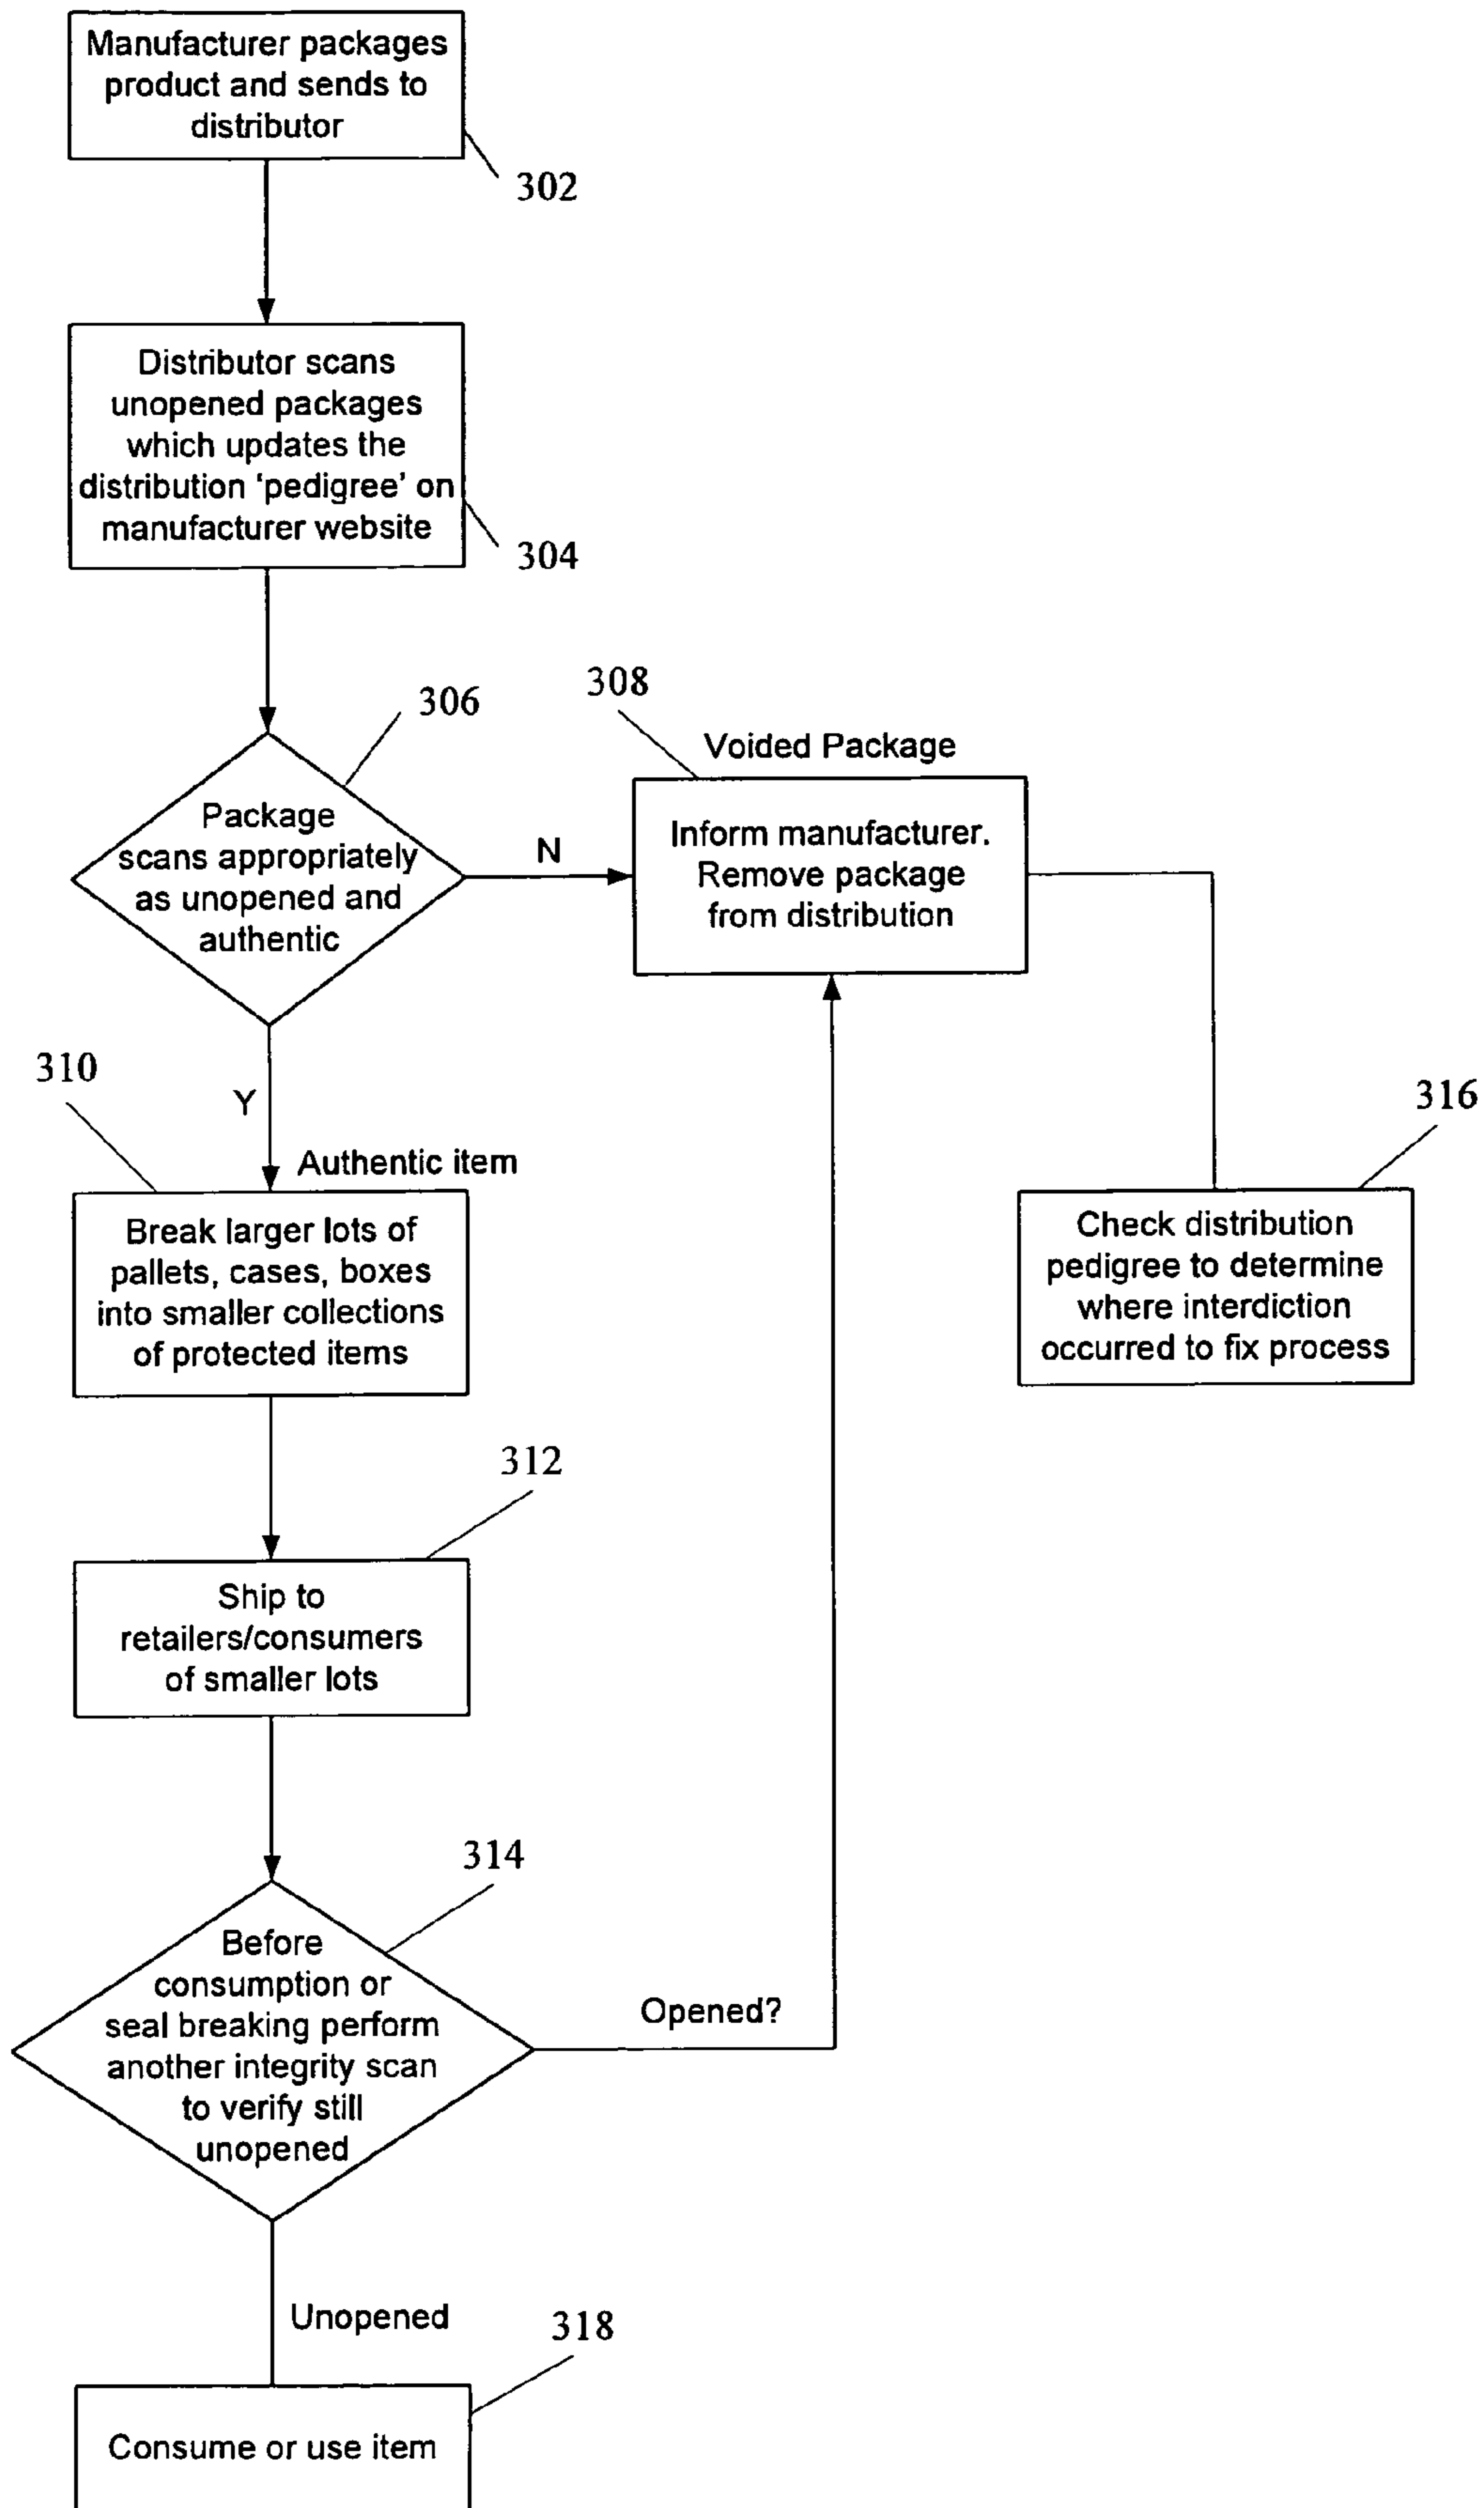 Manufacturer packages
product and sends to
distributor
302
Distributor scans
unopened packages
which updates the
distribution ‘pedigree’ on
manufacturer website
304
306
Package
scans appropriately
as unopened and
authentic
N
308
Voided Package
Inform manufacturer.
Remove package
from distribution
Y
310
Authentic item
Break larger lots of
pallets, cases, boxes
into smaller collections
of protected items
316
Check distribution
pedigree to determine
where interdiction
occurred to fix process
312
Ship to
retailers/consumers
of smaller lots
314
Before
consumption or
seal breaking perform
another integrity scan
to verify still
unopened
Opened?
Unopened
318
Consume or use item